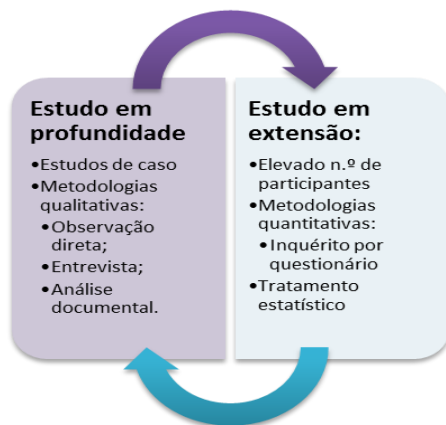 Estudo em
profundidade
•Estudos de caso
•Metodologias
qualitativas:
•Observação
direta;
•Entrevista;
•Análise
documental.
Estudo em
extensão:
•Elevado n.º de
participantes
•Metodologias
quantitativas:
•Inquérito por
questionário
•Tratamento
estatístico